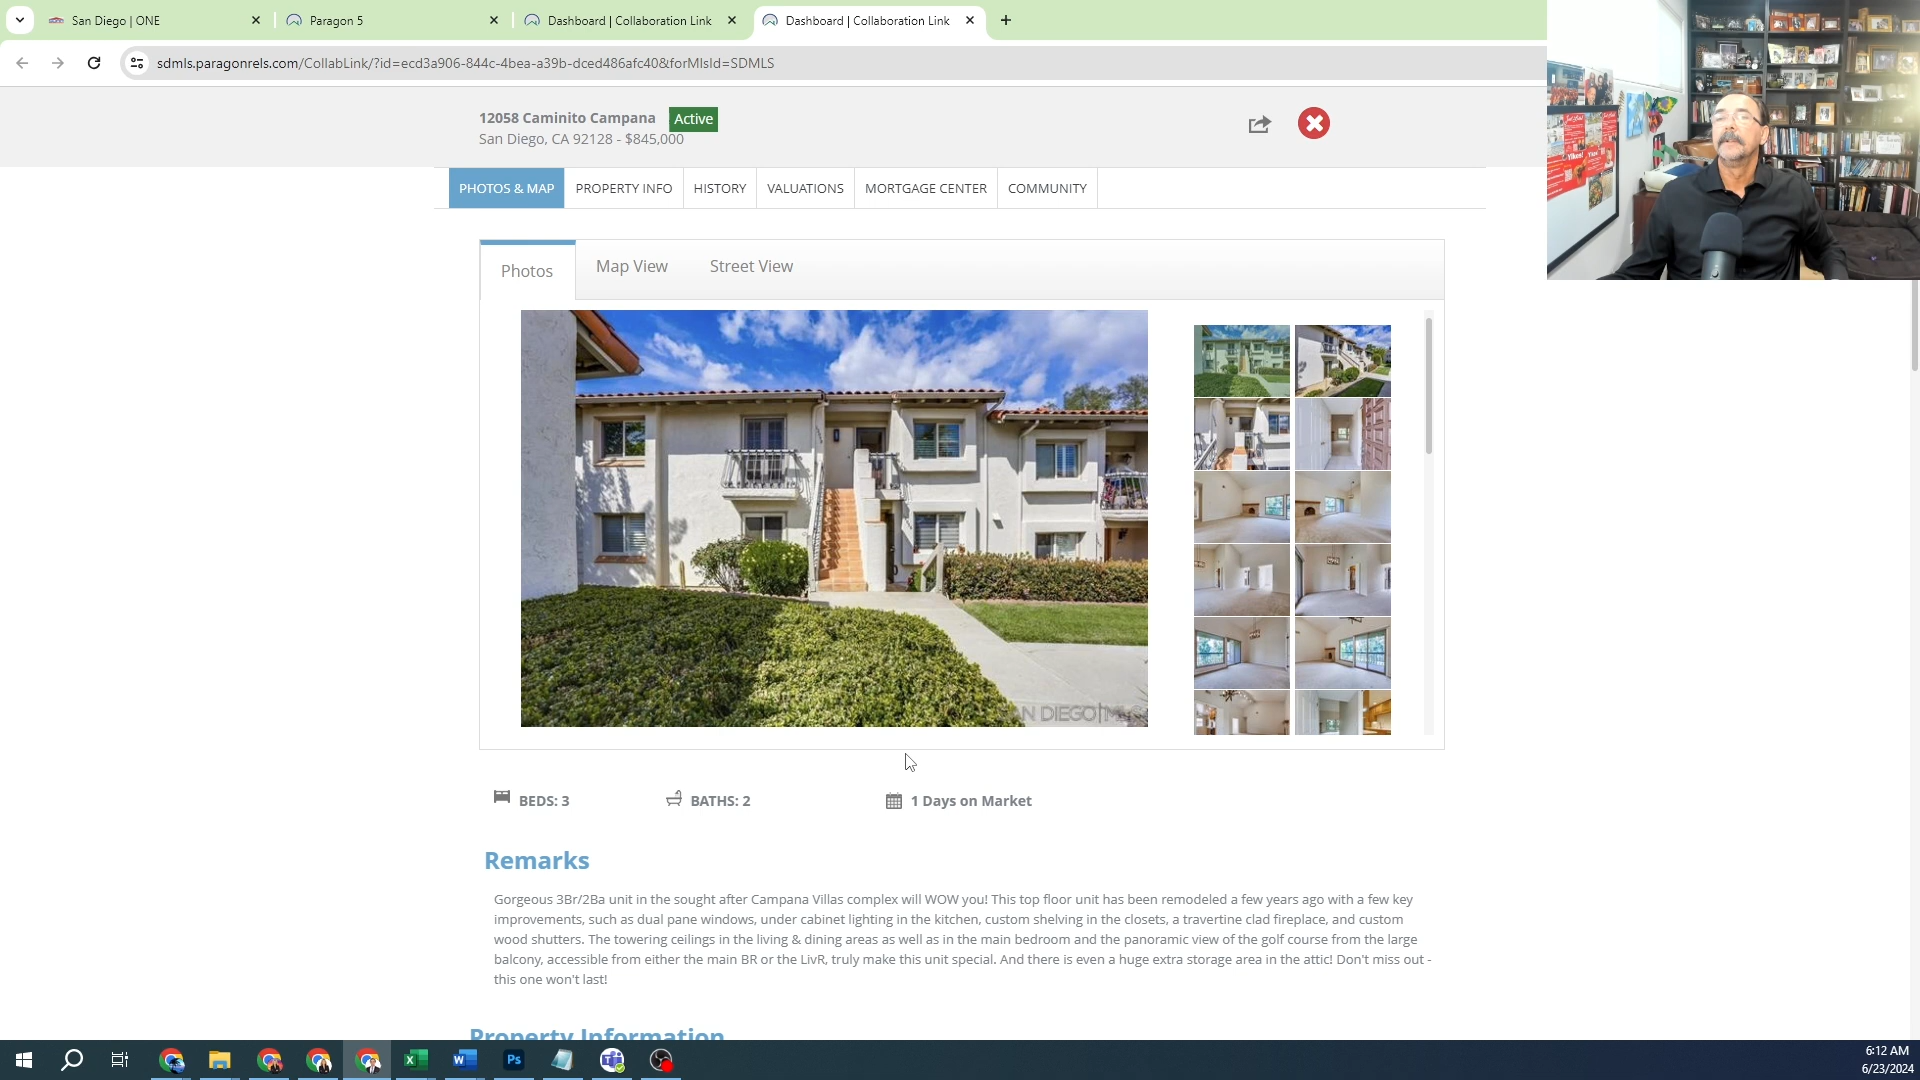 San Diego | ONE
Paragon 5
Dashboard | Collaboration Link
Dashboard | Collaboration Link
sdmls.paragonrels.com/CollabLink/?id=ecd3a906-844c-4bea-a39b-dced486afc40&forMlsId=SDMLS
12058 Caminito Campana
Active
San Diego, CA 92128 - $845,000
PHOTOS & MAP
PROPERTY INFO
HISTORY
VALUATIONS
MORTGAGE CENTER
COMMUNITY
Photos
Map View
Street View
SAN DIEGO
BEDS: 3
BATHS: 2
1 Days on Market
Remarks
Gorgeous 3Br/2Ba unit in the sought after Campana Villas complex will WOW you! This top floor unit has been remodeled a few years ago with a few key
improvements, such as dual pane windows, under cabinet lighting in the kitchen, custom shelving in the closets, a travertine clad fireplace, and custom
wood shutters. The towering ceilings in the living & dining areas as well as in the main bedroom and the panoramic view of the golf course from the large
balcony, accessible from either the main BR or the LivR, truly make this unit special. And there is even a huge extra storage area in the attic! Don't miss out -
this one won't last!
Property Information
6:12 AM
6/23/2024